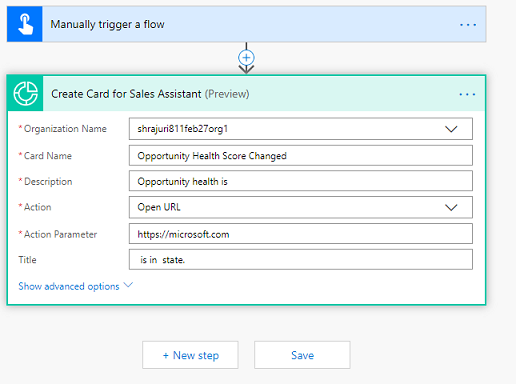 Manually trigger a flow
Create Card for Sales Assistant (Preview)
* Organization Name shrajuri811feb27org1
* Card Name Opportunity Health Score Changed
* Description Opportunity health is
* Action Open URL
* Action Parameter https://microsoft.com
Title is in state.
Show advanced options
+ New step Save